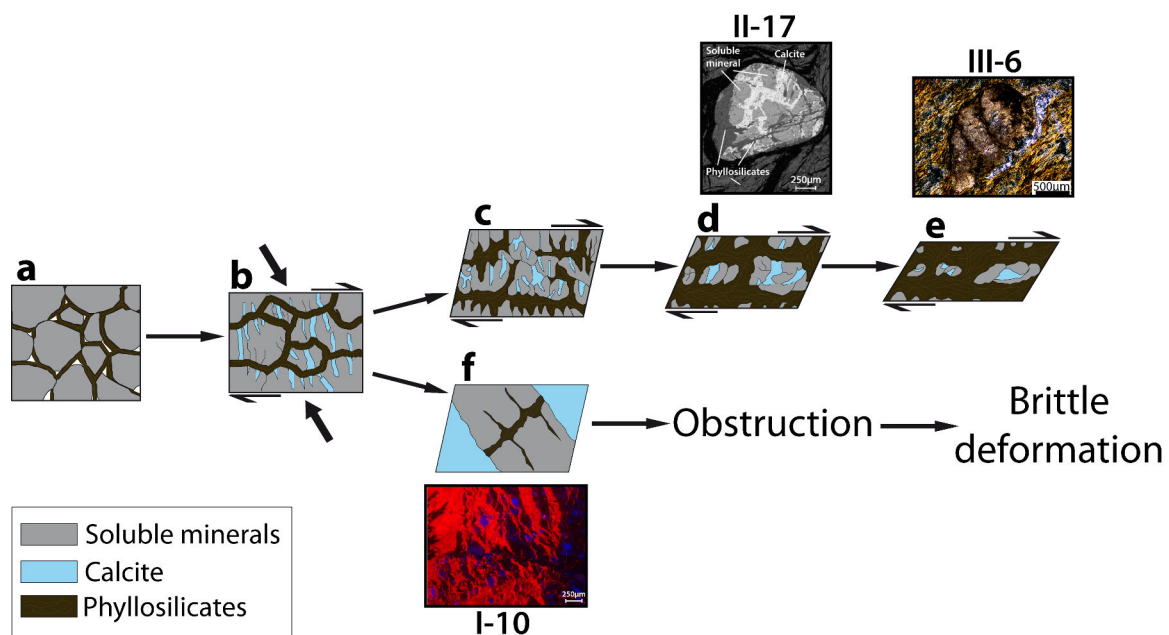 II-17
Soluble
mineral
Calcite
Phyllosilicates
250µm
III-6
500µm
a
b
c
d
e
f
Obstruction
Brittle
deformation
250µm
I-10
Soluble minerals
Calcite
Phyllosilicates